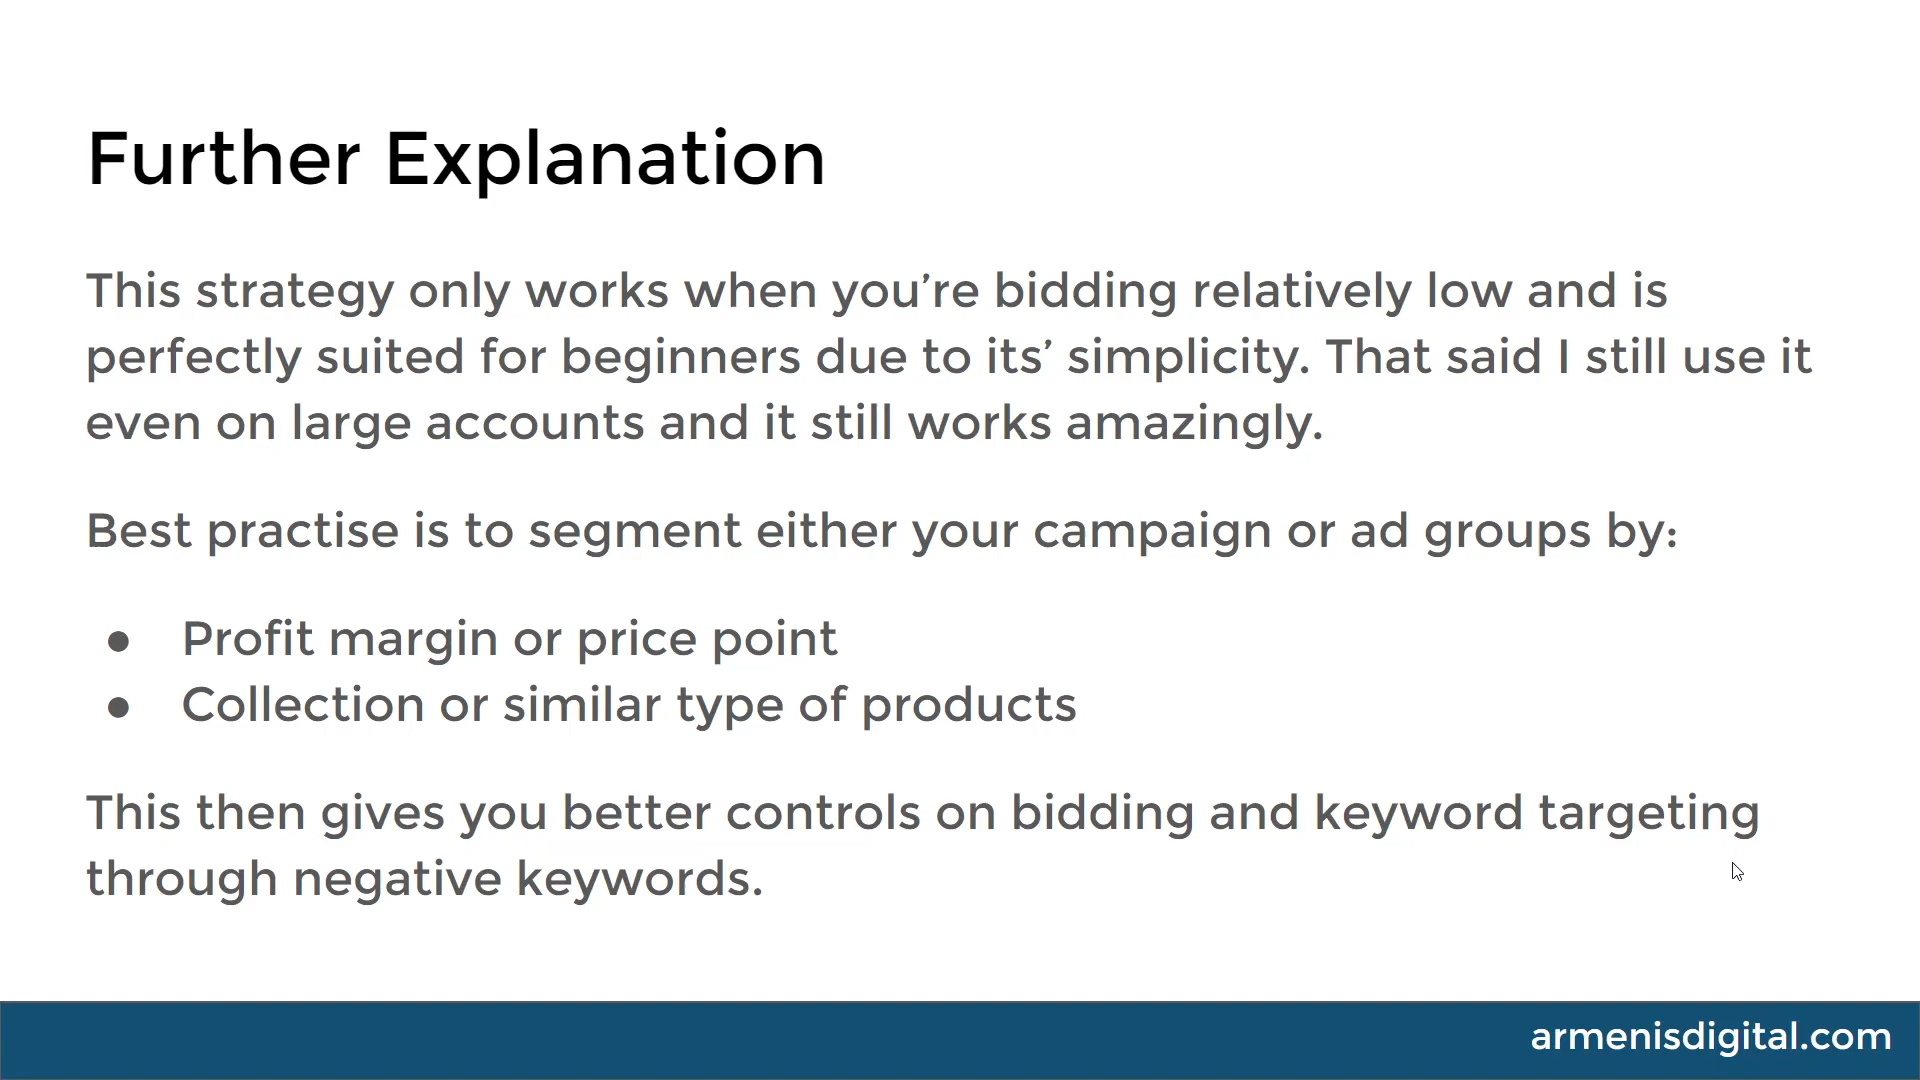 Further Explanation
This strategy only works when you’re bidding relatively low and is
perfectly suited for beginners due to its’ simplicity. That said I still use it
even on large accounts and it still works amazingly.
Best practise is to segment either your campaign or ad groups by:
● Profit margin or price point
● Collection or similar type of products
This then gives you better controls on bidding and keyword targeting
through negative keywords.
armenisdigital.com